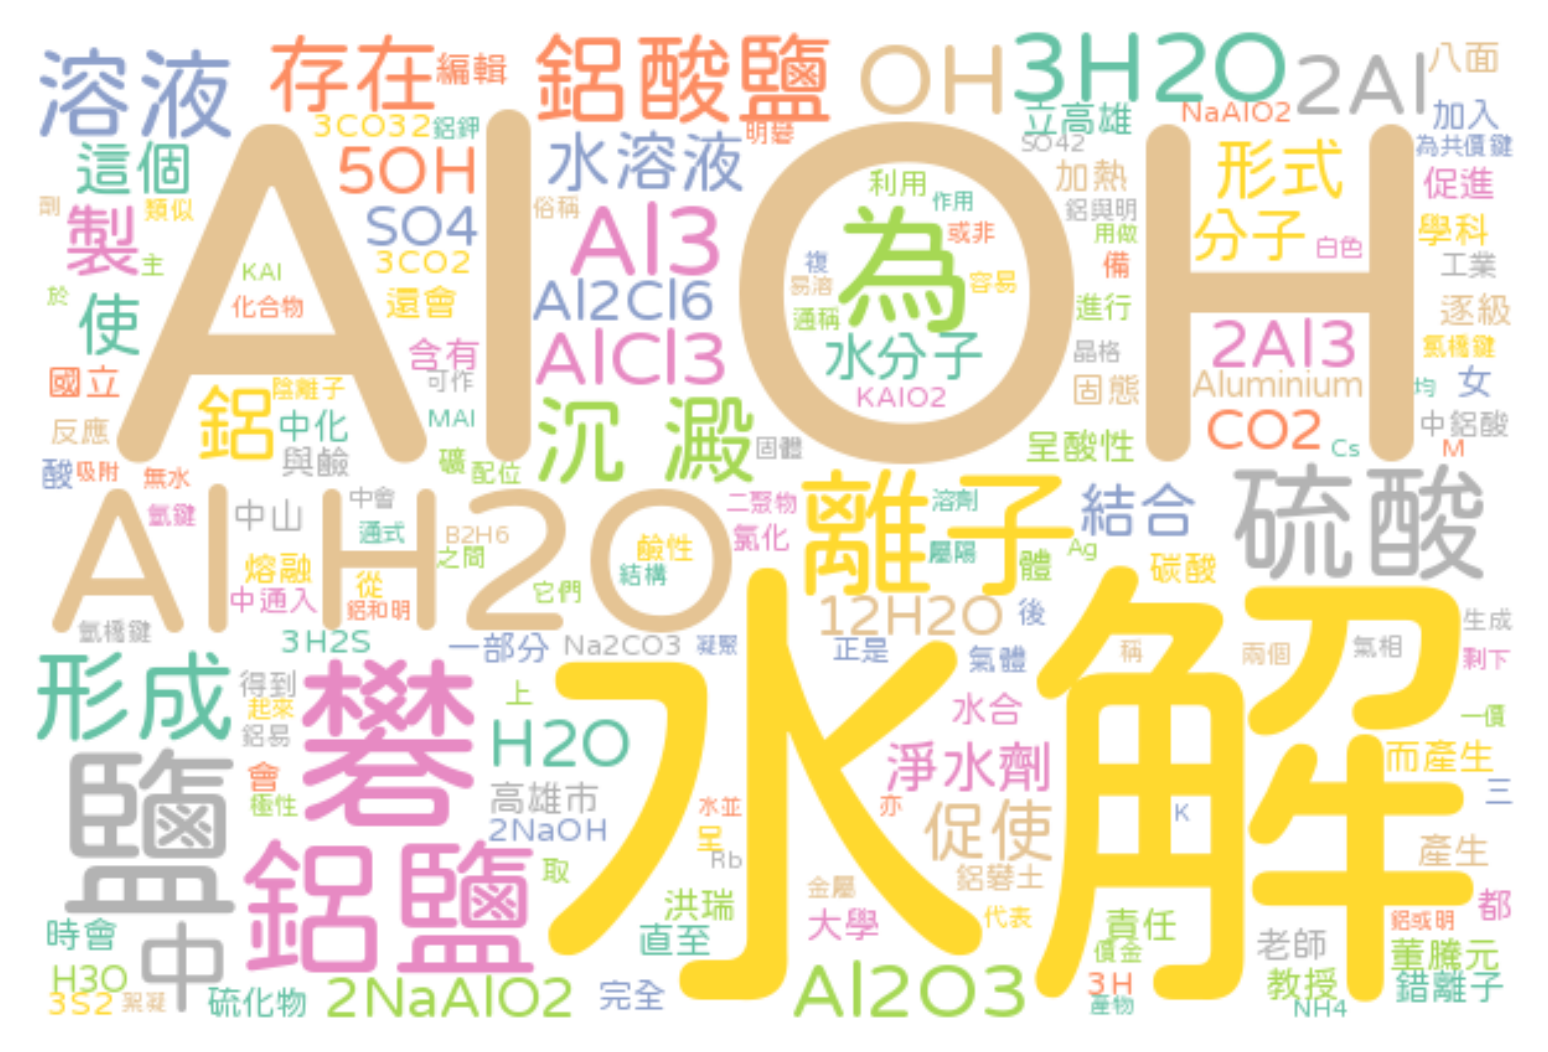 溶液
存在
編輯
鋁酸鹽
OH
3H2O
2Al
八面
3CO32
鋁鉀
明礬
立高雄
NaAlO2
加入
SO42
為共價鍵
這個
5OH
水溶液
利用
作用
加熱
形式
促進
劑
類似
製
主
SO4
俗稱
Al3
為
或非
鋁與明
用做
分子
白色
學科
KAl
3CO2
複
備
工業
於
化合物
還會
Al2Cl6
易溶
容易
進行
逐級
使
AlOH
通稱
含有
AlCl3
水分子
晶格
2Al3
氯橋鍵
國立
陰離子
可作
KAlO2
固態
Aluminium
均
女
鋁
中化
MAl
沉澱
反應
與鹼
固體
呈酸性
CO2
Cs
中鋁酸
M
酸
吸附
無水
礦
配位
離子
溶劑
結合
硫酸
氫鍵
中山
中會
通式
B2H6
二聚物
氯化
AlH2O
鹼性
之間
屬陽
體
Ag
碳酸
熔融
從
結構
中通入
鋁和明
它們
12H2O
後
氫橋鍵
3H2S
一部分
Na2CO3
凝聚
正是
氣體
稱
兩個
氣相
生成
剩下
形成
得到
起來
鋁易
礬
上
H2O
水解
水合
一價
鹽
會
極性
淨水劑
而產生
高雄市
2NaOH
水並
呈
Rb
亦
促使
K
三
鋁鹽
取
鋁礬土
產生
中
洪瑞
金屬
大學
代表
責任
價金
鋁或明
都
時會
直至
老師
董騰元
H3O
3S2
絮凝
硫化物
2NaAlO2
完全
Al2O3
3H
產物
教授
NH4
錯離子